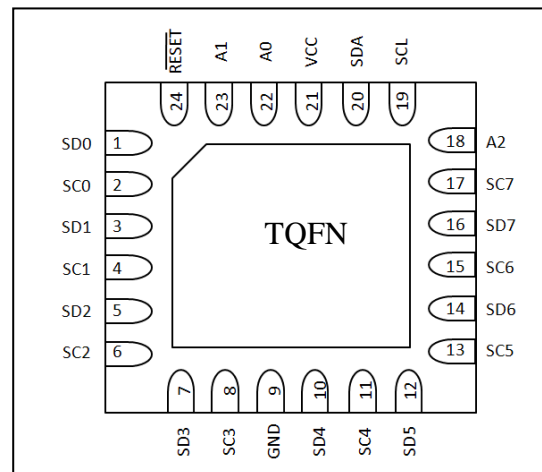 RESET A1 A0 VCC SDA SCL
24 23 22 21 20 19
SD0 1 18 A2
SC0 2 17 SC7
SD1 3 16 SD7
TQFN
SC1 4 15 SC6
SD2 5 14 SD6
SC2 6 13 SC5
7 8 9 10 11 12
SD3 SC3 GND SD4 SC4 SD5